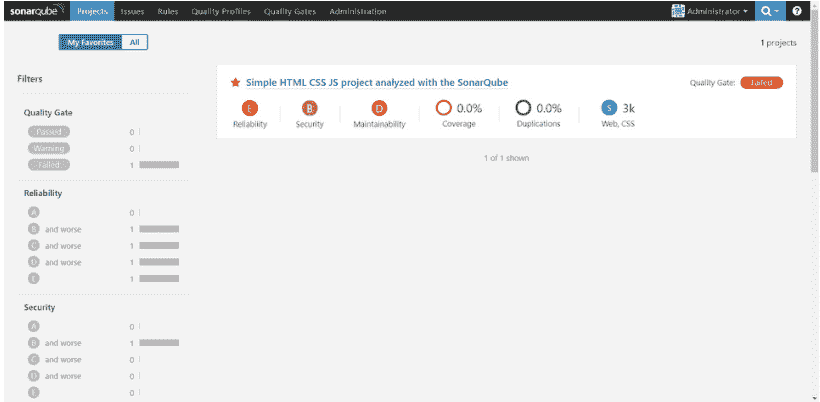 sonarqube Projects Issues Rules Quality Profiles Quality Gates Administration Administrator ?
My Favorites All 1 projects
Filters
Simple HTML CSS JS project analyzed with the SonarQube Quality Gate: Failed
E B D 0.0% 0.0% S 3k
Reliability Security Maintainability Coverage Duplications Web, CSS
1 of 1 shown
Quality Gate
Passed 0
Warning 0
Failed 1
Reliability
A 0
B and worse 1
C and worse 1
D and worse 1
E 1
Security
A 0
B and worse 1
C and worse 0
D and worse 0
E 0